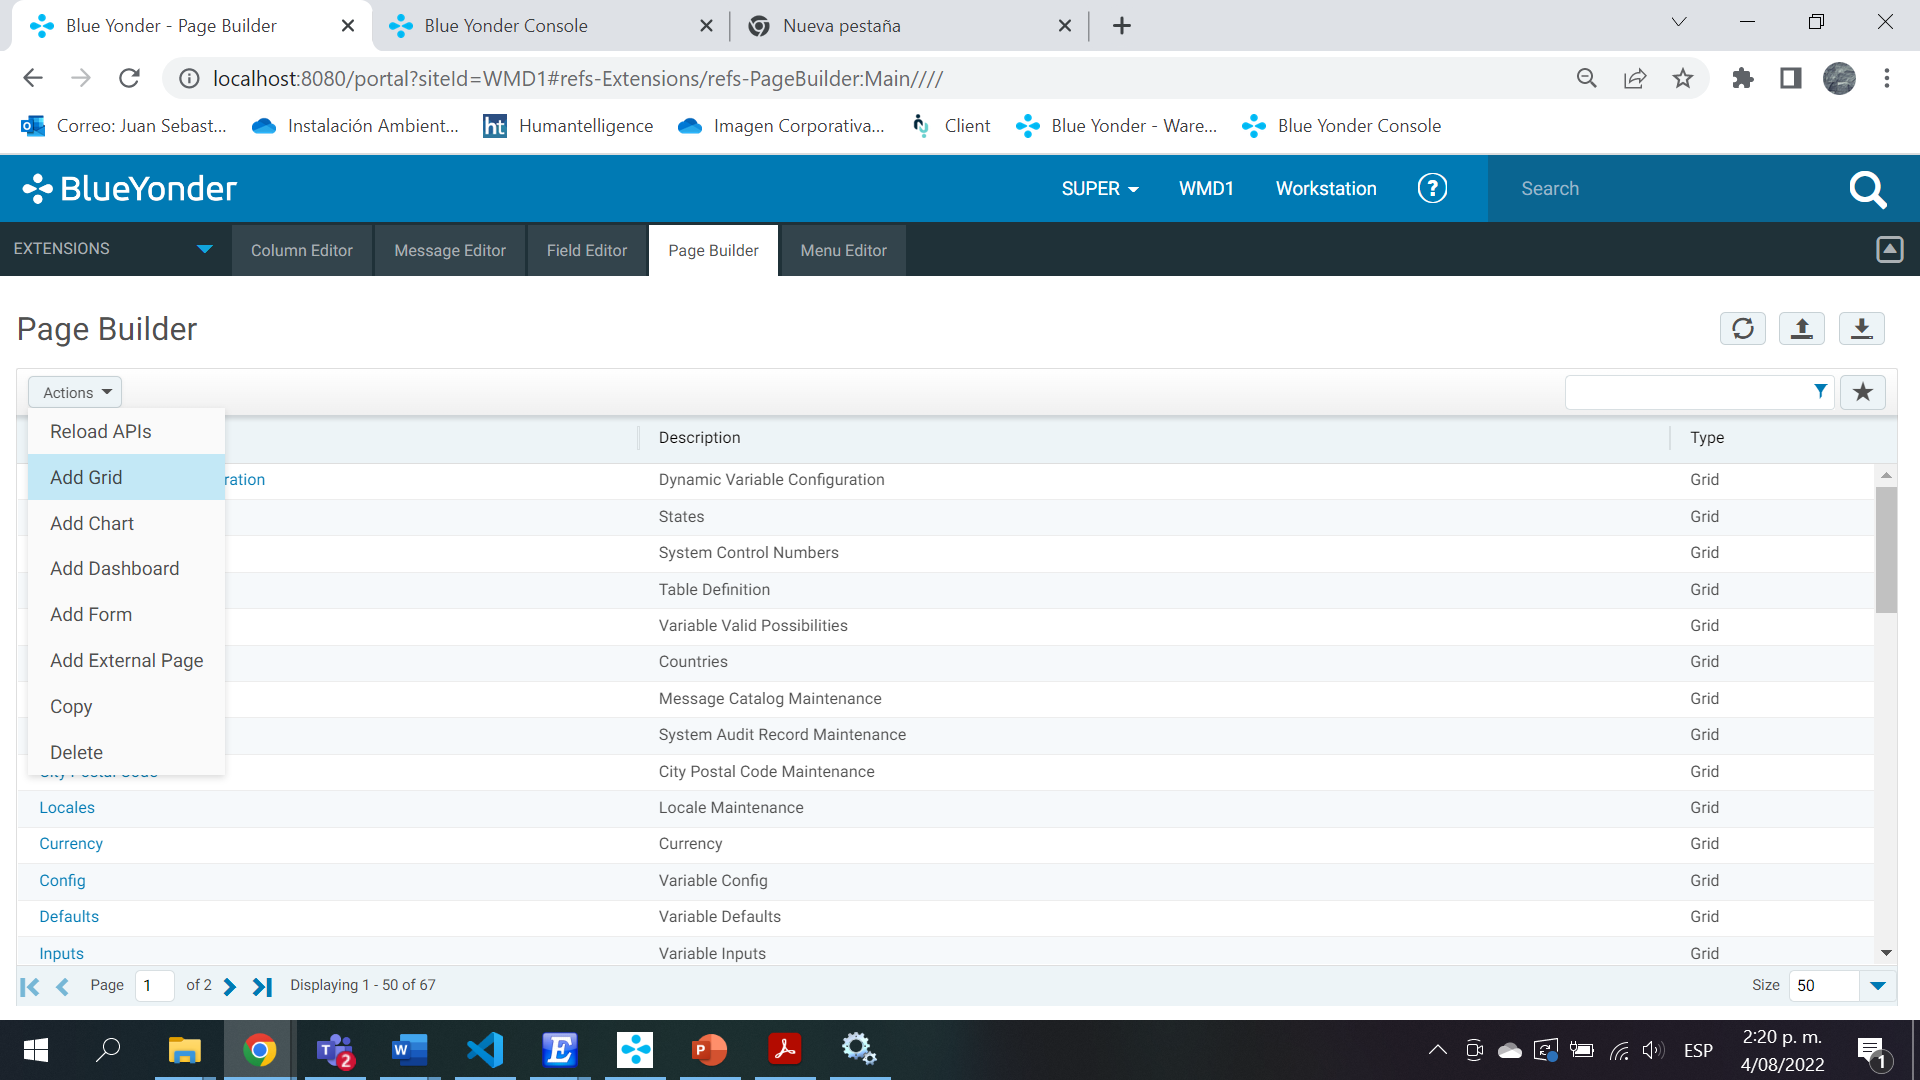 Blue Yonder - Page Builder
Blue Yonder Console
Nueva pestaña
localhost:8080/portal?siteId=WMD1#refs-Extensions/refs-PageBuilder:Main////
Correo: Juan Sebast...
Instalación Ambient...
ht Humantelligence
Imagen Corporativa...
Client
Blue Yonder - Ware...
Blue Yonder Console
BlueYonder
SUPER
WMD1
Workstation
?
Search
EXTENSIONS
Column Editor
Message Editor
Field Editor
Page Builder
Menu Editor
Page Builder
Actions
Reload APIs
Add Grid
Add Chart
Add Dashboard
Add Form
Add External Page
Copy
Delete
Description Type
ration Dynamic Variable Configuration Grid
States Grid
System Control Numbers Grid
Table Definition Grid
Variable Valid Possibilities Grid
Countries Grid
Message Catalog Maintenance Grid
System Audit Record Maintenance Grid
City Postal Code City Postal Code Maintenance Grid
Locales Locale Maintenance Grid
Currency Currency Grid
Config Variable Config Grid
Defaults Variable Defaults Grid
Inputs Variable Inputs Grid
Page 1 of 2 Displaying 1 - 50 of 67 Size 50
T 2 W E P ESP
2:20 p. m.
4/08/2022
1